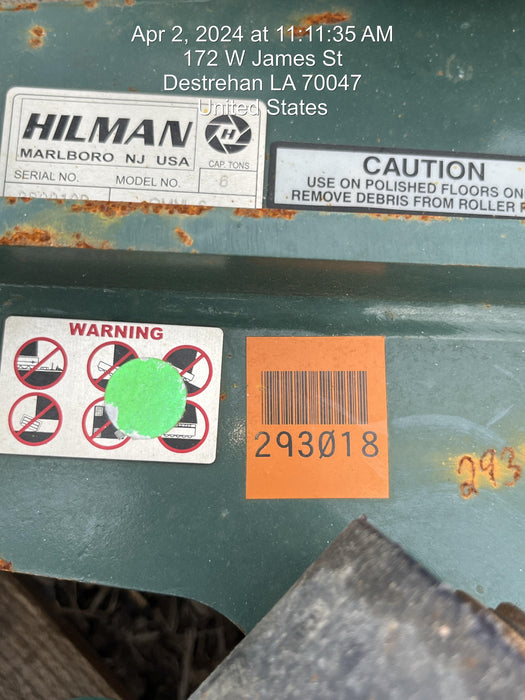 Apr 2, 2024 at 11:11:35 AM
172 W James St
Destrehan LA 70047
United States
HILMAN
H
MARLBORO NJ USA
CAP. TONS
SERIAL NO.
MODEL NO.
6
CAUTION
USE ON POLISHED FLOORS ON
REMOVE DEBRIS FROM ROLLER
WARNING
293018
293